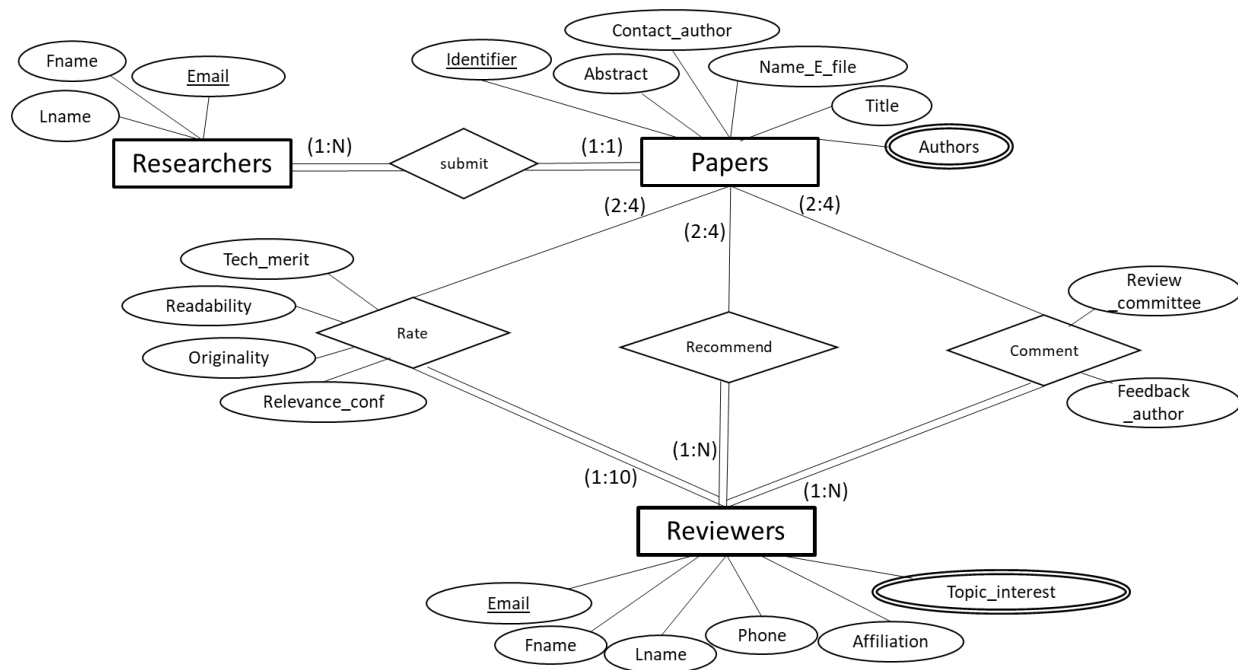 Contact_author
Fname
Identifier
Email
Abstract
Name_E_file
Lname
Title
(1:N)
(1:1)
Authors
Researchers
submit
Papers
(2:4)
(2:4)
(2:4)
Tech_merit
Review
_committee
Readability
Rate
Recommend
Comment
Originality
Relevance_conf
Feedback
_author
(1:N)
(1:10)
(1:N)
Reviewers
Email
Topic_interest
Fname
Lname
Phone
Affiliation